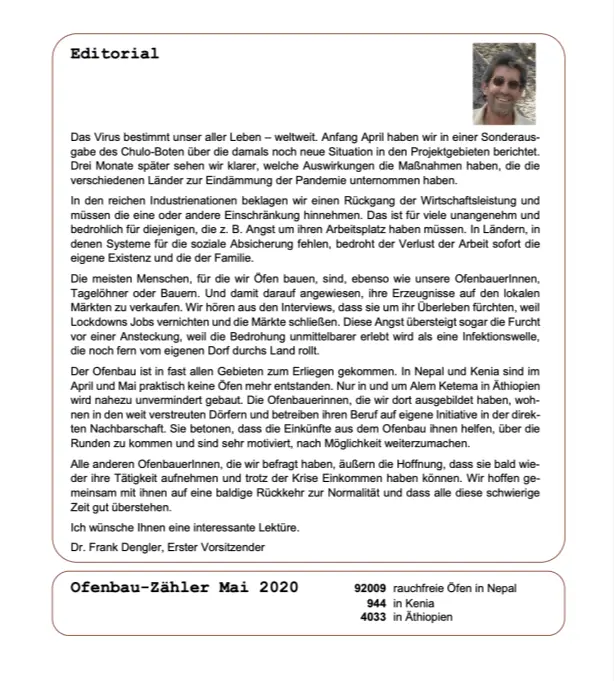 Editorial
Das Virus bestimmt unser aller Leben – weltweit. Anfang April haben wir in einer Sonderaus-
gabe des Chulo-Boten über die damals noch neue Situation in den Projektgebieten berichtet.
Drei Monate später sehen wir klarer, welche Auswirkungen die Maßnahmen haben, die die
verschiedenen Länder zur Eindämmung der Pandemie unternommen haben.
In den reichen Industrienationen beklagen wir einen Rückgang der Wirtschaftsleistung und
müssen die eine oder andere Einschränkung hinnehmen. Das ist für viele unangenehm und
bedrohlich für diejenigen, die z. B. Angst um ihren Arbeitsplatz haben müssen. In Ländern, in
denen Systeme für die soziale Absicherung fehlen, bedroht der Verlust der Arbeit sofort die
eigene Existenz und die der Familie.
Die meisten Menschen, für die wir Öfen bauen, sind, ebenso wie unsere OfenbauerInnen,
Tagelöhner oder Bauern. Und damit darauf angewiesen, ihre Erzeugnisse auf den lokalen
Märkten zu verkaufen. Wir hören aus den Interviews, dass sie um ihr Überleben fürchten, weil
Lockdowns Jobs vernichten und die Märkte schließen. Diese Angst übersteigt sogar die Furcht
vor einer Ansteckung, weil die Bedrohung unmittelbarer erlebt wird als eine Infektionswelle,
die noch fern vom eigenen Dorf durchs Land rollt.
Der Ofenbau ist in fast allen Gebieten zum Erliegen gekommen. In Nepal und Kenia sind im
April und Mai praktisch keine Öfen mehr entstanden. Nur in und um Alem Ketema in Äthiopien
wird nahezu unvermindert gebaut. Die Ofenbauerinnen, die wir dort ausgebildet haben, woh-
nen in den weit verstreuten Dörfern und betreiben ihren Beruf auf eigene Initiative in der direk-
ten Nachbarschaft. Sie betonen, dass die Einkünfte aus dem Ofenbau ihnen helfen, über die
Runden zu kommen und sind sehr motiviert, nach Möglichkeit weiterzumachen.
Alle anderen OfenbauerInnen, die wir befragt haben, äußern die Hoffnung, dass sie bald wie-
der ihre Tätigkeit aufnehmen und trotz der Krise Einkommen haben können. Wir hoffen ge-
meinsam mit ihnen auf eine baldige Rückkehr zur Normalität und dass alle diese schwierige
Zeit gut überstehen.
Ich wünsche Ihnen eine interessante Lektüre.
Dr. Frank Dengler, Erster Vorsitzender
Ofenbau-Zähler Mai 2020
92009 rauchfreie Öfen in Nepal
944 in Kenia
4033 in Äthiopien